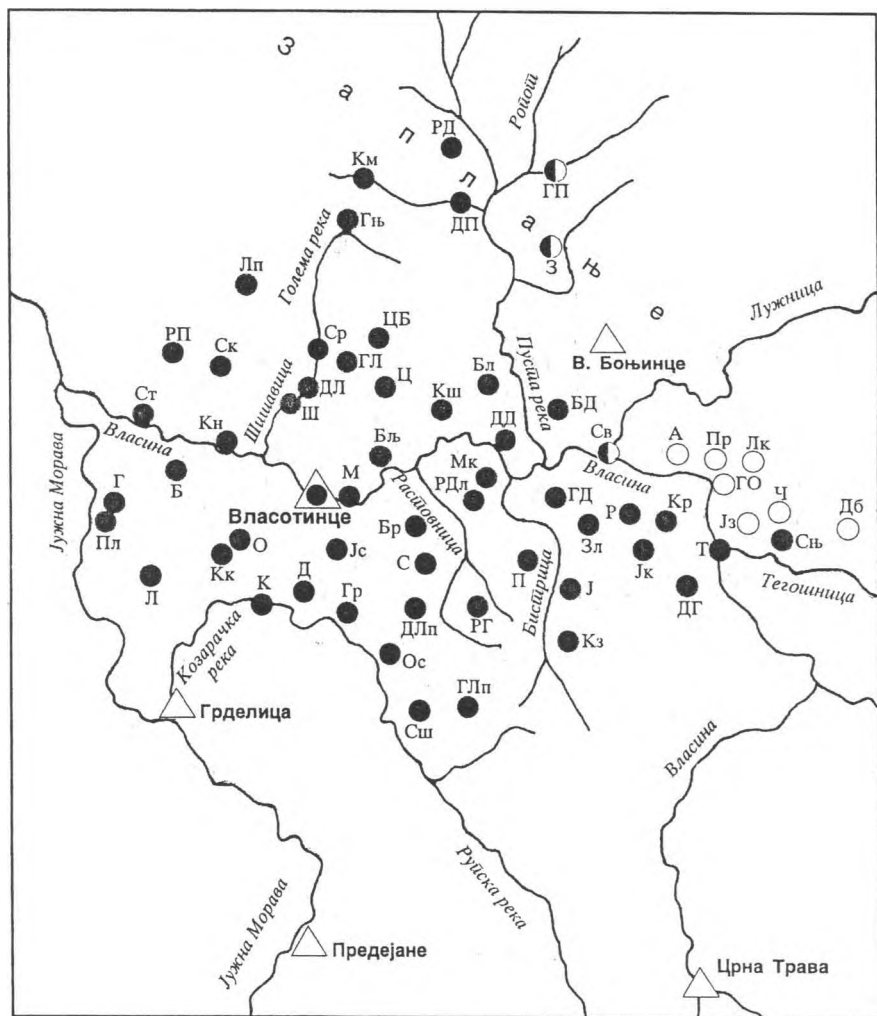 Заплање
Ропот
РД
Км
ГП
ДП
Гњ
Голема река
З
Лп
Лужница
ЦБ
РП
Ср
Ск
ГЛ
Пуста река
В. Боњинце
Бл
Ц
ДЛ
Ш
Кш
БД
Ст
Шишавица
Кн
ДД
Св
А
Пр
Лк
Власина
Бљ
Власина
Мк
ГО
Јужна Морава
Б
М
РДл
Г
ГД
Р
Кр
Ч
Дб
Власотинце
Растовница
Јз
Пл
Бр
Зл
Сњ
О
Јс
Т
Кк
С
П
Јк
Тегошница
Л
Д
Бистрица
Ј
К
Гр
ДГ
ДЛп
РГ
Козарачка река
Кз
Ос
Грделица
ГЛп
Сш
Власина
Рупска река
Јужна Морава
Предејане
Црна Трава